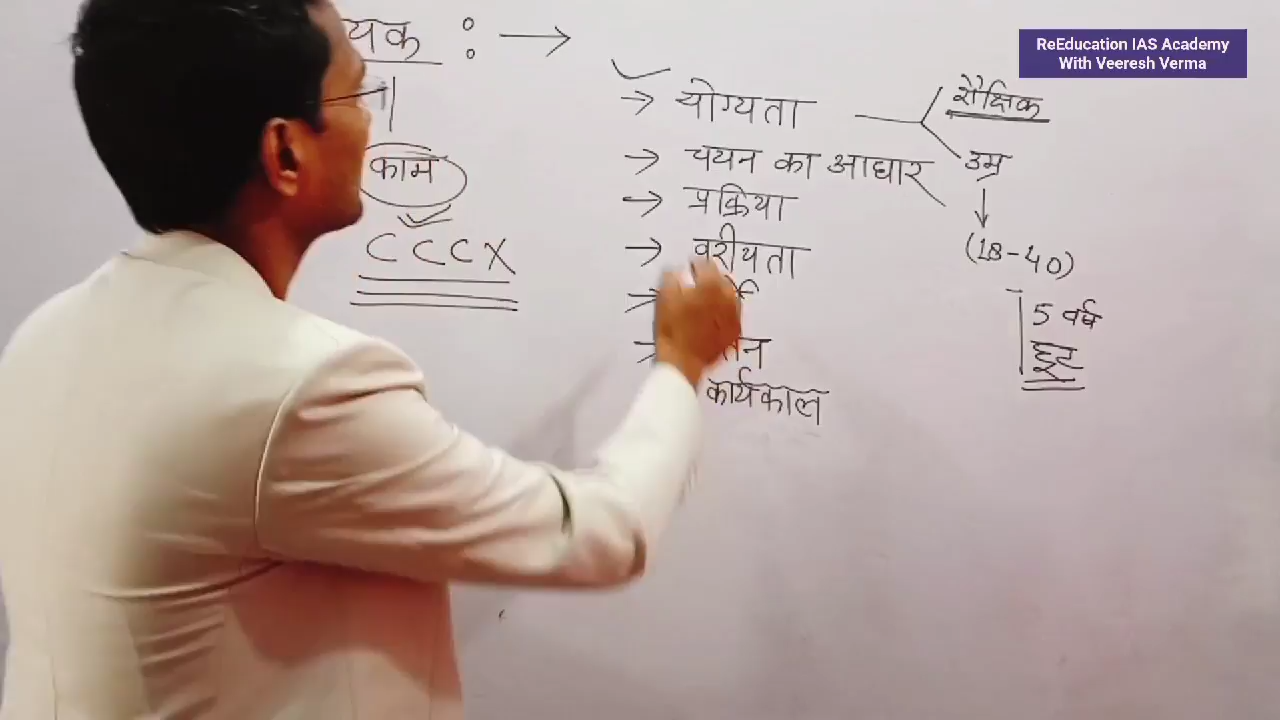 ReEducation IAS Academy
With Veeresh Verma
यक : →
काम
CCCX
→ योग्यता
→ चयन का आधार
→ प्रक्रिया
→ वरीयता
→
→
कार्यकाल
शैक्षिक
उम्र
(18-40)
5 वर्ष
छूट